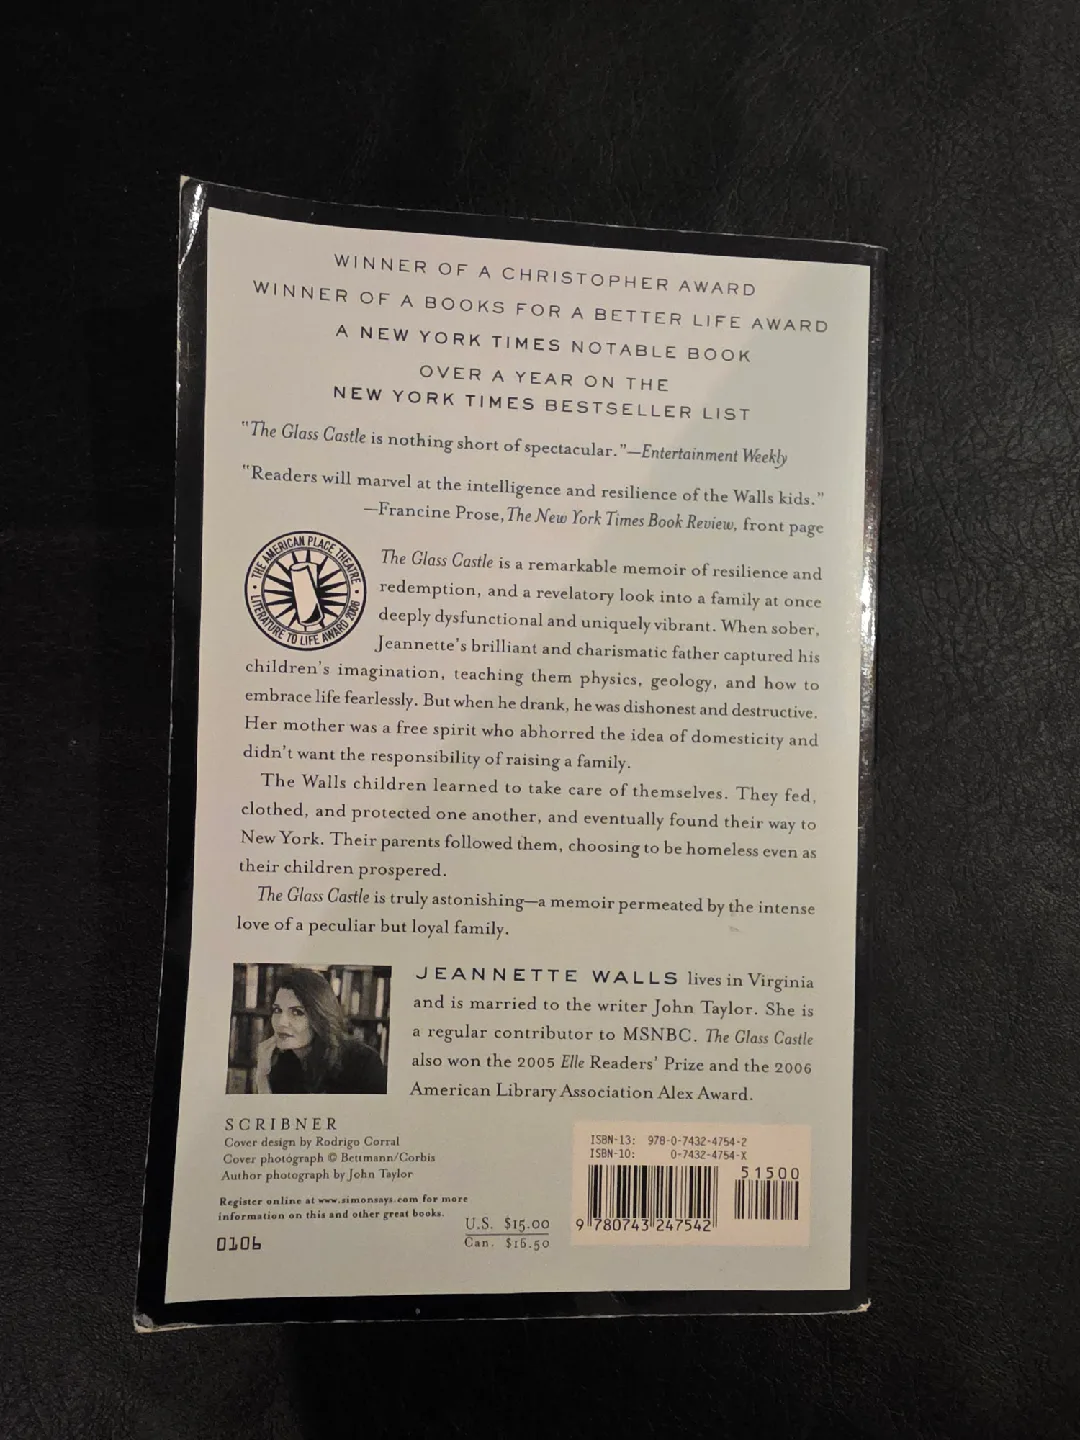 WINNER OF A CHRISTOPHER AWARD
WINNER OF A BOOKS FOR A BETTER LIFE AWARD
A NEW YORK TIMES NOTABLE BOOK
OVER A YEAR ON THE
NEW YORK TIMES BESTSELLER LIST
"The Glass Castle is nothing short of spectacular."—Entertainment Weekly
"Readers will marvel at the intelligence and resilience of the Walls kids."
—Francine Prose, The New York Times Book Review, front page
THE AMERICAN PLACE THEATRE
LITERATURE TO LIFE AWARD 2006
The Glass Castle is a remarkable memoir of resilience and
redemption, and a revelatory look into a family at once
deeply dysfunctional and uniquely vibrant. When sober,
Jeannette's brilliant and charismatic father captured his
children's imagination, teaching them physics, geology, and how to
embrace life fearlessly. But when he drank, he was dishonest and destructive.
Her mother was a free spirit who abhorred the idea of domesticity and
didn't want the responsibility of raising a family.
The Walls children learned to take care of themselves. They fed,
clothed, and protected one another, and eventually found their way to
New York. Their parents followed them, choosing to be homeless even as
their children prospered.
The Glass Castle is truly astonishing—a memoir permeated by the intense
love of a peculiar but loyal family.
JEANNETTE WALLS lives in Virginia
and is married to the writer John Taylor. She is
a regular contributor to MSNBC. The Glass Castle
also won the 2005 Elle Readers' Prize and the 2006
American Library Association Alex Award.
SCRIBNER
Cover design by Rodrigo Corral
Cover photograph © Bettmann/Corbis
Author photograph by John Taylor
Register online at www.simonsays.com for more
information on this and other great books.
0106
U.S. $15.00
Can. $16.50
ISBN-13: 978-0-7432-4754-2
ISBN-10: 0-7432-4754-X
51500
9 780743 247542